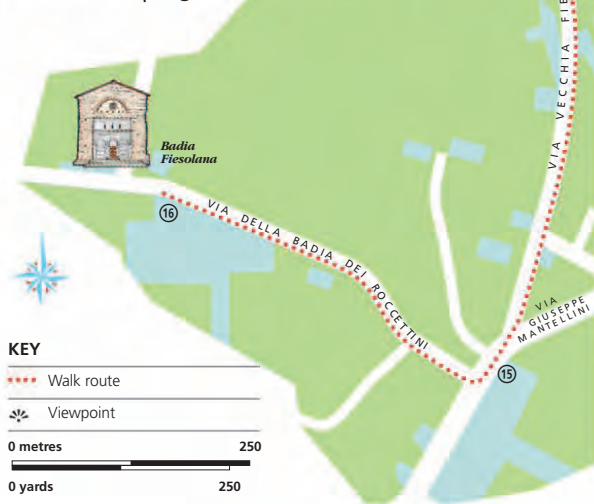 VIA VECCHIA FIE
Badia
Fiesolana
16
VIA DELLA BADIA DEI ROCCETTINI
VIA
GIUSEPPE
MANTELLINI
15
KEY
Walk route
Viewpoint
0 metres 250
0 yards 250